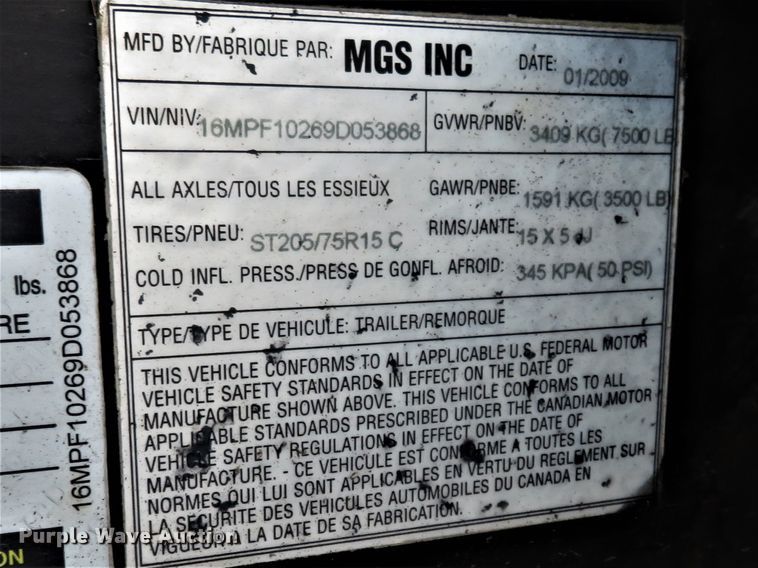 MFD BY/FABRIQUE PAR: MGS INC DATE: 01/2009
VIN/NIV: 16MPF10269D053868 GVWR/PNBV: 3409 KG( 7500 LB
ALL AXLES/TOUS LES ESSIEUX GAWR/PNBE: 1591 KG( 3500 LB)
TIRES/PNEU: ST205/75R15 C RIMS/JANTE: 15 X 5 JJ
COLD INFL. PRESS./PRESS DE GONFL. AFROID: 345 KPA( 50 PSI)
TYPE/TYPE DE VEHICULE: TRAILER/REMORQUE
THIS VEHICLE CONFORMS TO ALL APPLICABLE U.S. FEDERAL MOTOR
VEHICLE SAFETY STANDARDS IN EFFECT ON THE DATE OF
MANUFACTURE SHOWN ABOVE. THIS VEHICLE CONFORMS TO ALL
APPLICABLE STANDARDS PRESCRIBED UNDER THE CANADIAN MOTOR
VEHICLE SAFETY REGULATIONS IN EFFECT ON THE DATE OF
MANUFACTURE. - CE VEHICULE EST CONFORME A TOUTES LES
NORMES QUI LUI SONT APPLICABLES EN VERTU DU REGLEMENT SUR
LA SECURITE DES VEHICULES AUTOMOBILES DU CANADA EN
VIGUEUR A LA DATE DE SA FABRICATION.
lbs.
RE
16MPF10269D053868
ON
Purple Wave Auction